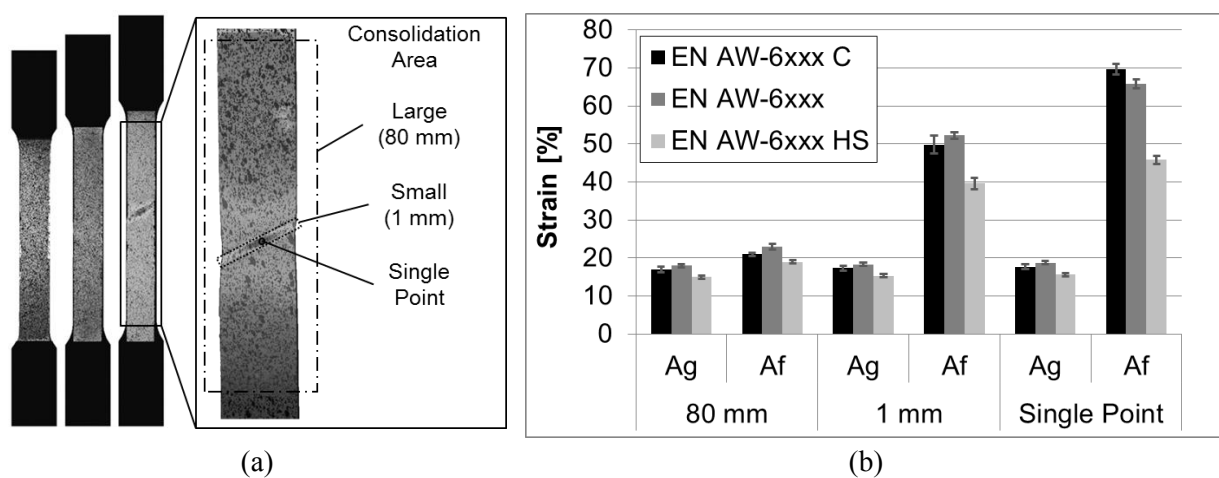 Consolidation
Area
Large
(80 mm)
Small
(1 mm)
Single
Point
(a)
Strain [%]
80
70
60
50
40
30
20
10
0
EN AW-6xxx C
EN AW-6xxx
EN AW-6xxx HS
Ag
Af
Ag
Af
Ag
Af
80 mm
1 mm
Single Point
(b)